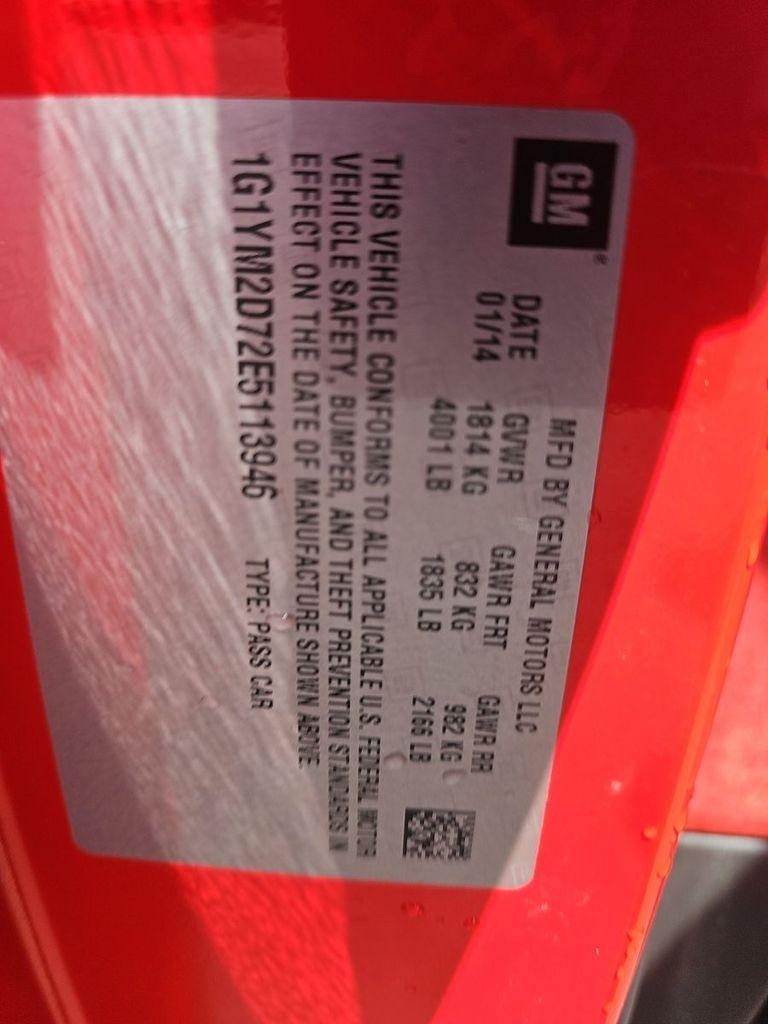 GM®
MFD BY GENERAL MOTORS LLC
DATE GVWR GAWR FRT GAWR RR
01/14 1814 KG 832 KG 982 KG
4001 LB 1835 LB 2166 LB
THIS VEHICLE CONFORMS TO ALL APPLICABLE U.S. FEDERAL MOTOR
VEHICLE SAFETY, BUMPER, AND THEFT PREVENTION STANDARDS IN
EFFECT ON THE DATE OF MANUFACTURE SHOWN ABOVE.
1G1YM2D72E5113946 TYPE: PASS CAR